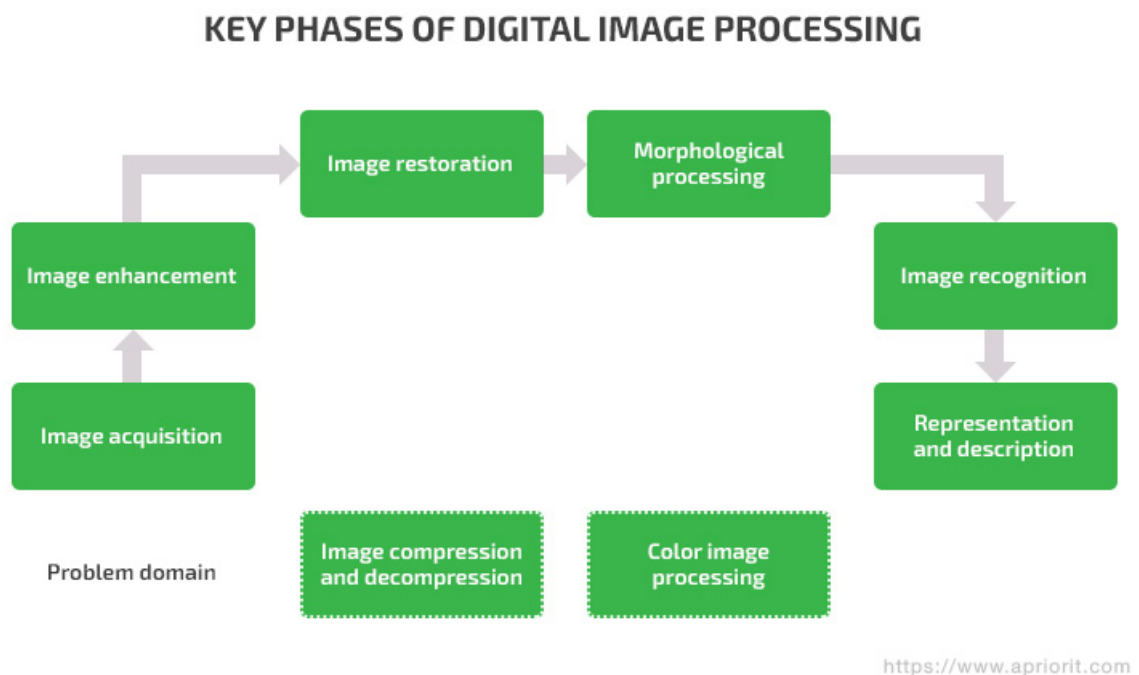 KEY PHASES OF DIGITAL IMAGE PROCESSING
Image restoration
Morphological
processing
Image enhancement
Image recognition
Image acquisition
Representation
and description
Problem domain
Image compression
and decompression
Color image
processing
https://www.apriorit.com